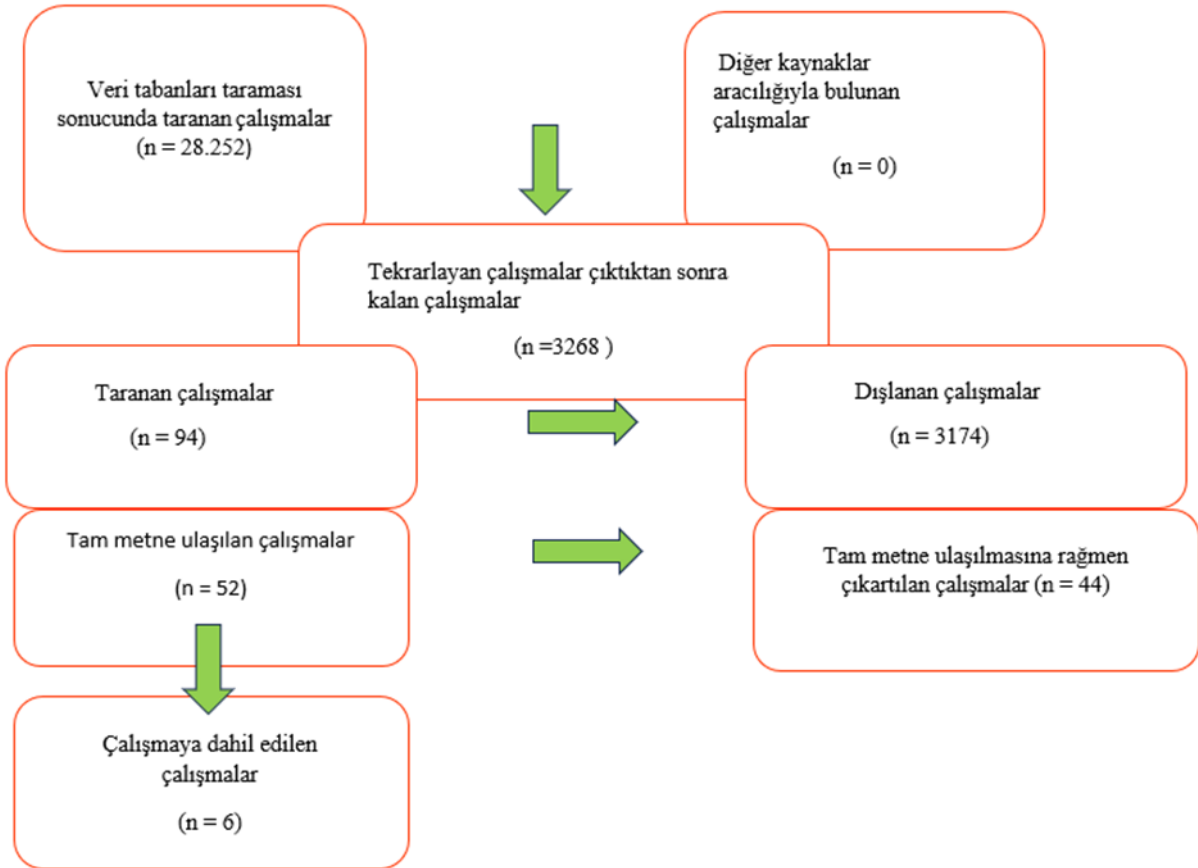 Veri tabanları taraması
sonucunda taranan çalışmalar
(n = 28.252)
Diğer kaynaklar
aracılığıyla bulunan
çalışmalar
(n = 0)
Tekrarlayan çalışmalar çıktıktan sonra
kalan çalışmalar
(n =3268 )
Taranan çalışmalar
(n = 94)
Dışlanan çalışmalar
(n = 3174)
Tam metne ulaşılan çalışmalar
(n = 52)
Tam metne ulaşılmasına rağmen
çıkartılan çalışmalar (n = 44)
Çalışmaya dahil edilen
çalışmalar
(n = 6)